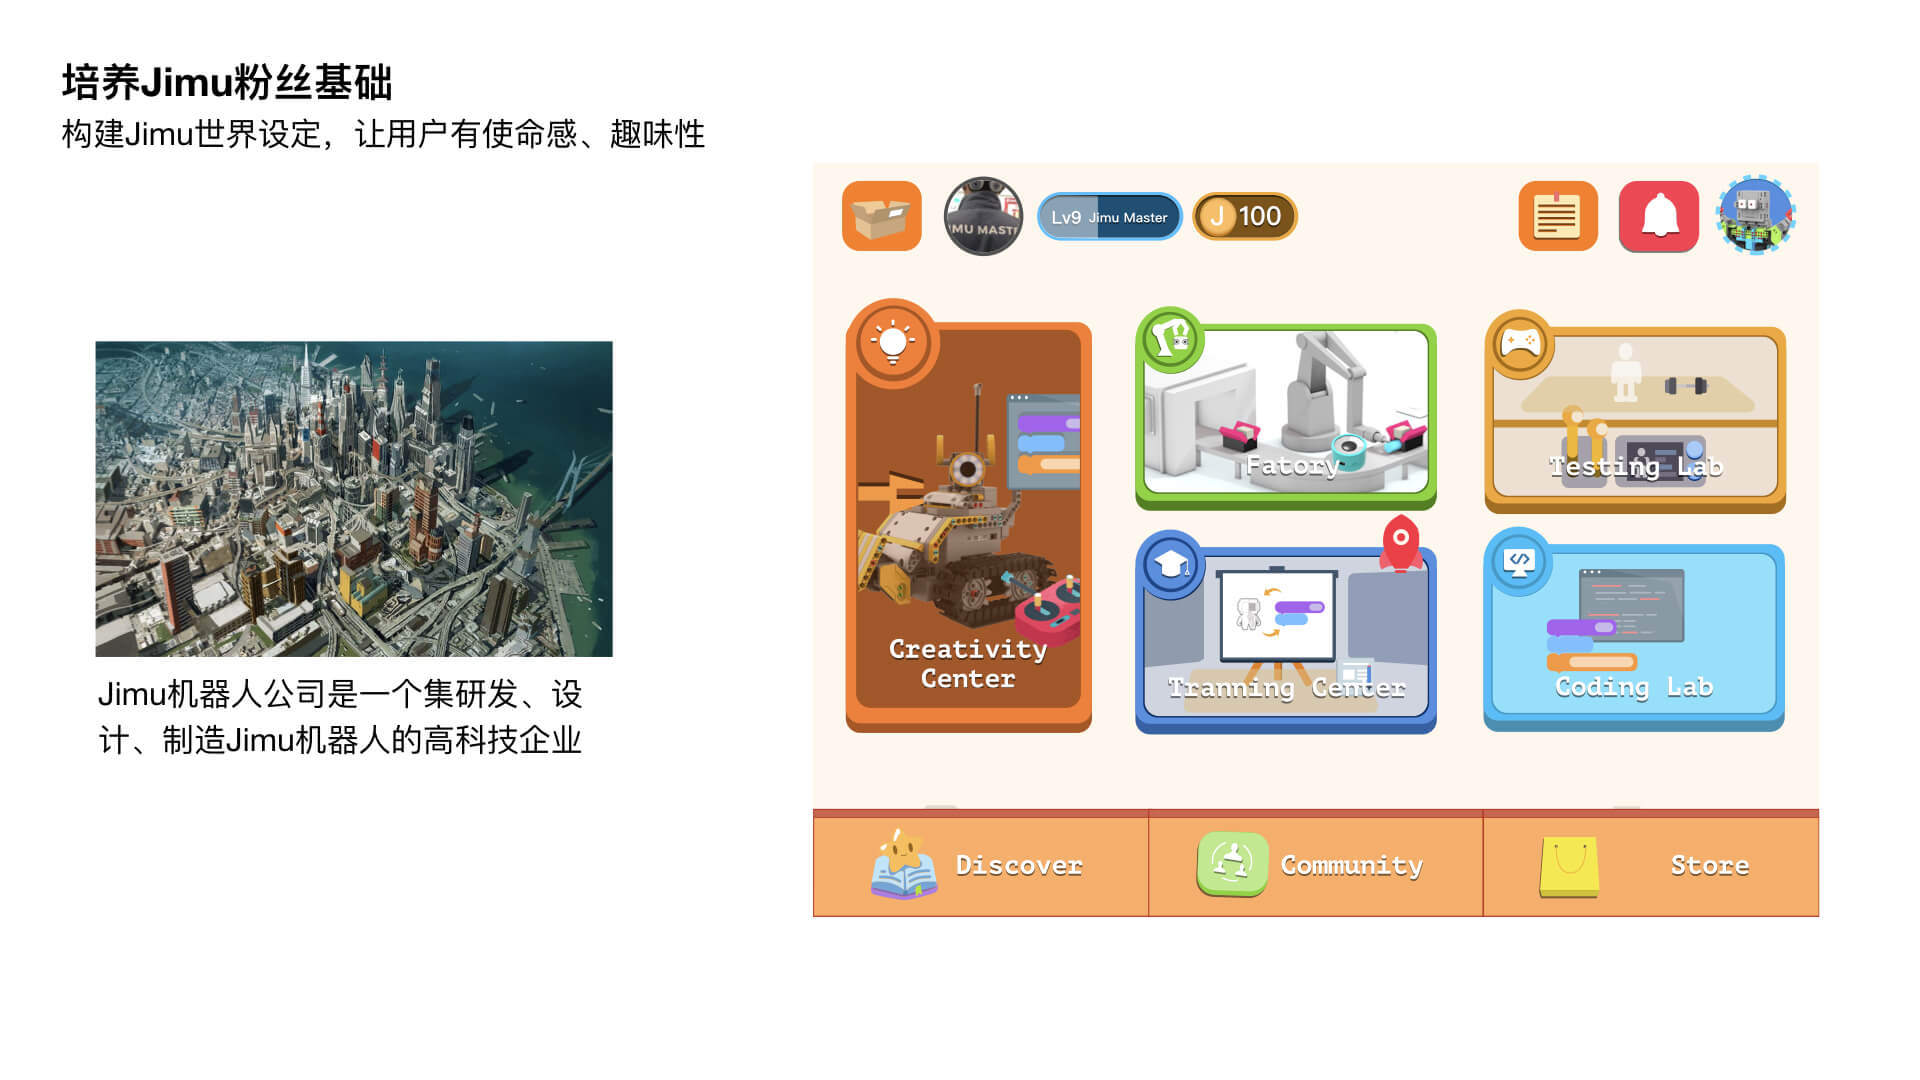 培养Jimu粉丝基础
构建Jimu世界设定，让用户有使命感、趣味性
Jimu机器人公司是一个集研发、设
计、制造Jimu机器人的高科技企业
IMU MAST
Lv9 Jimu Master
J 100
Creativity
Center
Fatory
Testing Lab
Tranning Center
Coding Lab
Discover
Community
Store